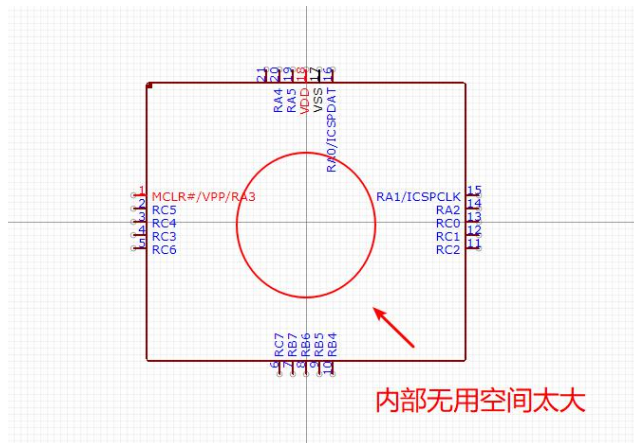 21 20 19 18 17 16
RA4 RA5 VDD VSS RA0/ICSPDAT
1 MCLR#/VPP/RA3
2 RC5
3 RC4
4 RC3
5 RC6
RA1/ICSPCLK 15
RA2 14
RC0 13
RC1 12
RC2 11
RC7 RB7 RB6 RB5 RB4
6 7 8 9 10
内部无用空间太大